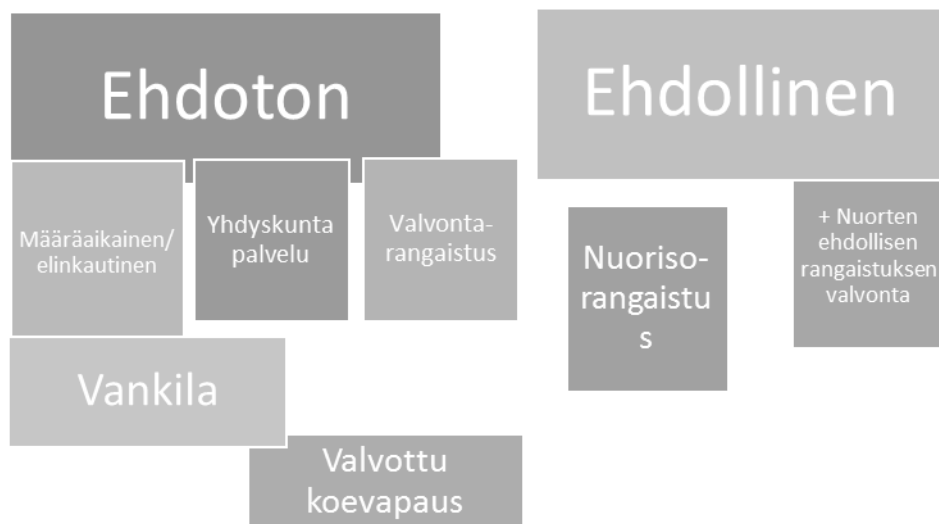 Ehdoton
Ehdollinen
Määräaikainen/
elinkautinen
Yhdyskunta
palvelu
Valvonta-
rangaistus
Nuoriso-
rangaistu
s
+ Nuorten
ehdollisen
rangaistuksen
valvonta
Vankila
Valvottu
koevapaus